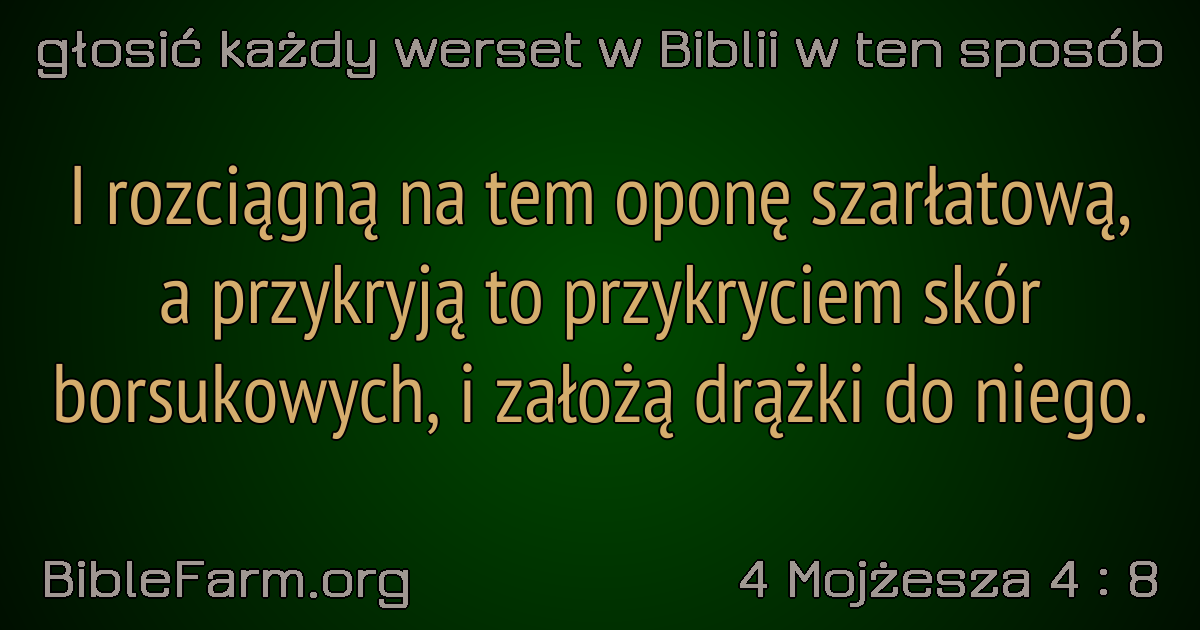 głosić każdy werset w Biblii w ten sposób
I rozciągną na tem oponę szarłatową,
a przykryją to przykryciem skór
borsukowych, i założą drążki do niego.
BibleFarm.org
4 Mojżesza 4 : 8